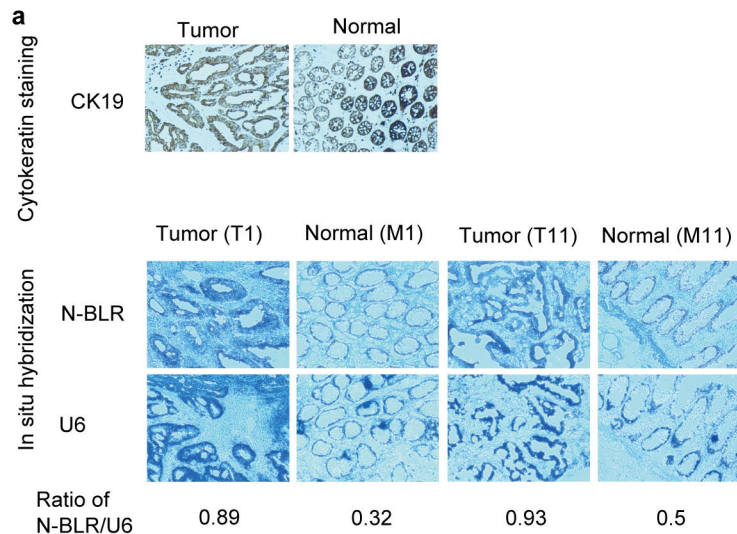 a
Tumor Normal
Cytokeratin staining
CK19
Tumor (T1) Normal (M1) Tumor (T11) Normal (M11)
In situ hybridization
N-BLR
U6
Ratio of
N-BLR/U6 0.89 0.32 0.93 0.5